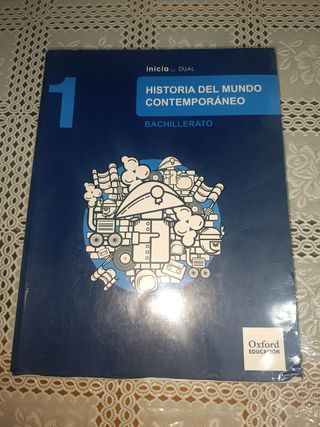 inicia DUAL
1
HISTORIA DEL MUNDO
CONTEMPORÁNEO
BACHILLERATO
Oxford
EDUCACIÓN